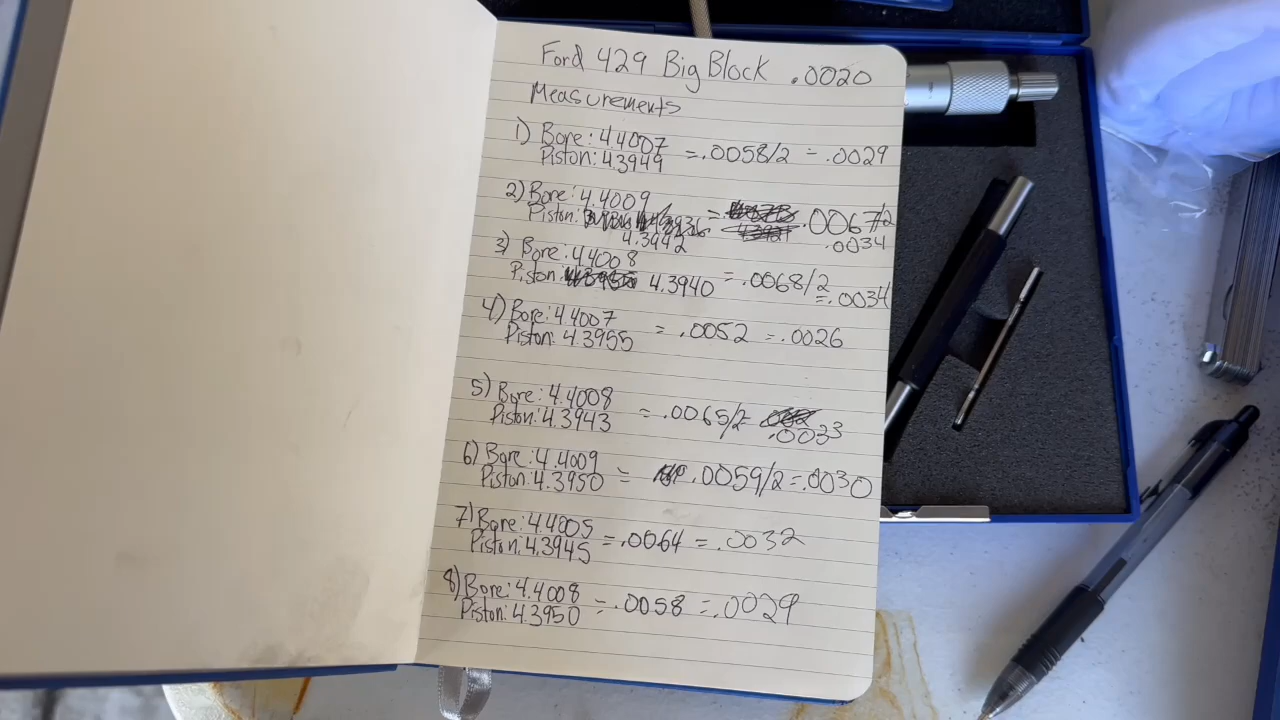 Ford 429 Big Block .0020
Measurements
1) Bore: 4.4007
Piston: 4.3949 = .0058/2 = .0029
2) Bore: 4.4009
Piston: = .0067/2
4.3942 .0034
3) Bore: 4.4008
Piston: 4.3940 = .0068/2
= .0034
4) Bore: 4.4007
Piston: 4.3955 = .0052 = .0026
5) Bore: 4.4008
Piston: 4.3943 = .0065/2 =
.0033
6) Bore: 4.4009
Piston: 4.3950 = .0059/2 = .0030
7) Bore: 4.4005
Piston: 4.3945 = .0064 = .0032
8) Bore: 4.4008
Piston: 4.3950 = .0058 = .0029